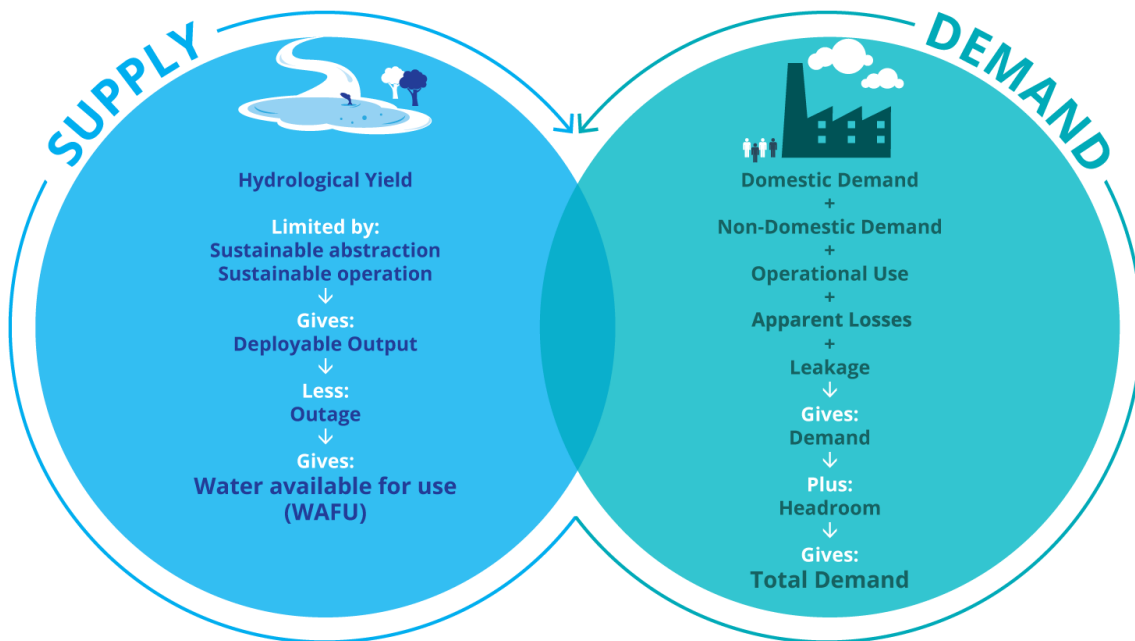 SUPPLY
Hydrological Yield
Limited by:
Sustainable abstraction
Sustainable operation
↓
Gives:
Deployable Output
↓
Less:
Outage
↓
Gives:
Water available for use
(WAFU)
DEMAND
Domestic Demand
+
Non-Domestic Demand
+
Operational Use
+
Apparent Losses
+
Leakage
↓
Gives:
Demand
↓
Plus:
Headroom
↓
Gives:
Total Demand